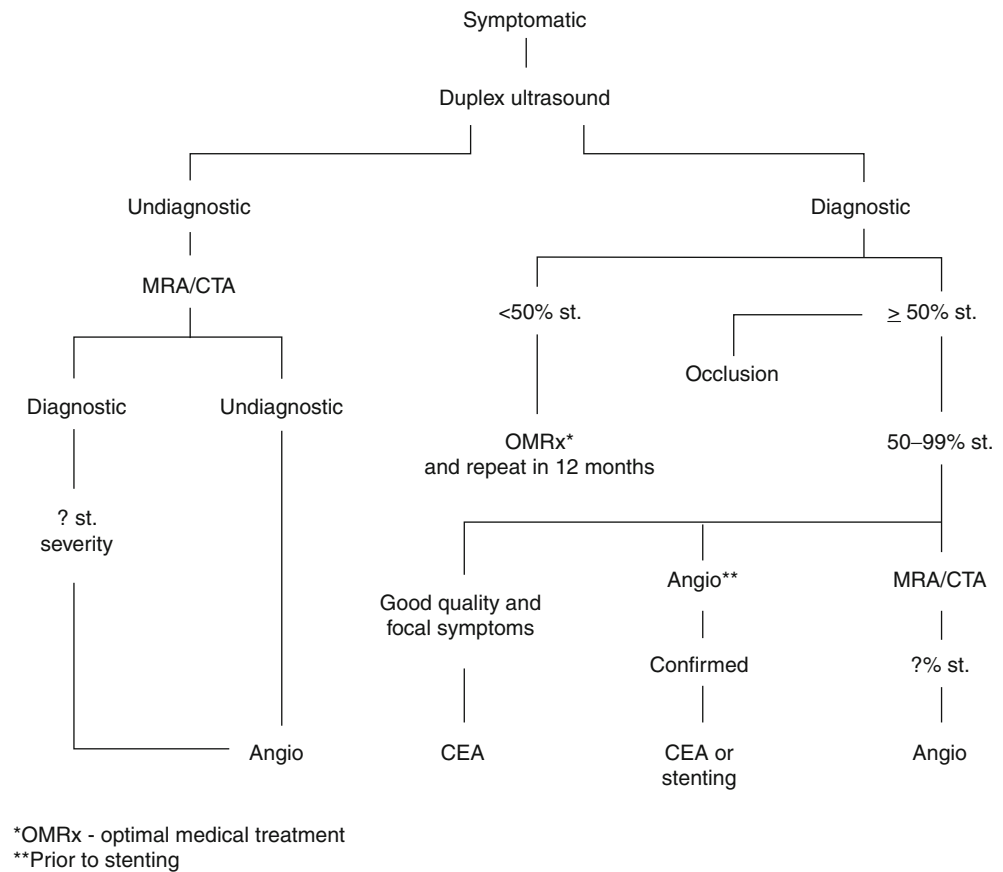 Symptomatic
Duplex ultrasound
Undiagnostic
Diagnostic
MRA/CTA
<50% st.
≥ 50% st.
Occlusion
Diagnostic
Undiagnostic
OMRx*
and repeat in 12 months
50–99% st.
? st.
severity
Good quality and
focal symptoms
Angio**
MRA/CTA
Confirmed
?% st.
Angio
CEA
CEA or
stenting
Angio
*OMRx - optimal medical treatment
**Prior to stenting